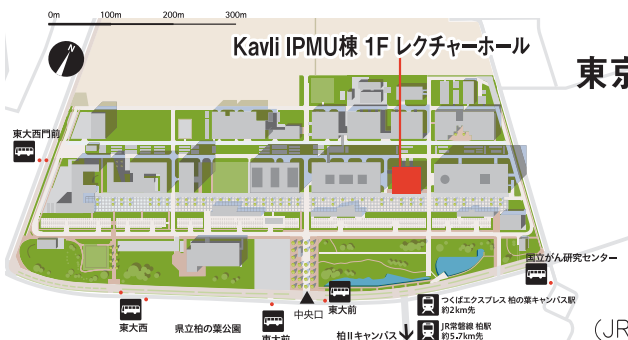 0m 100m 200m 300m
N
Kavli IPMU棟 1F レクチャーホール
東京
東大西門前
国立がん研究センター
つくばエクスプレス 柏の葉キャンパス駅
約2km先
中央口
東大前
東大西
県立柏の葉公園
東大前
柏IIキャンパス
JR常磐線 柏駅
約5.7km先
(JR